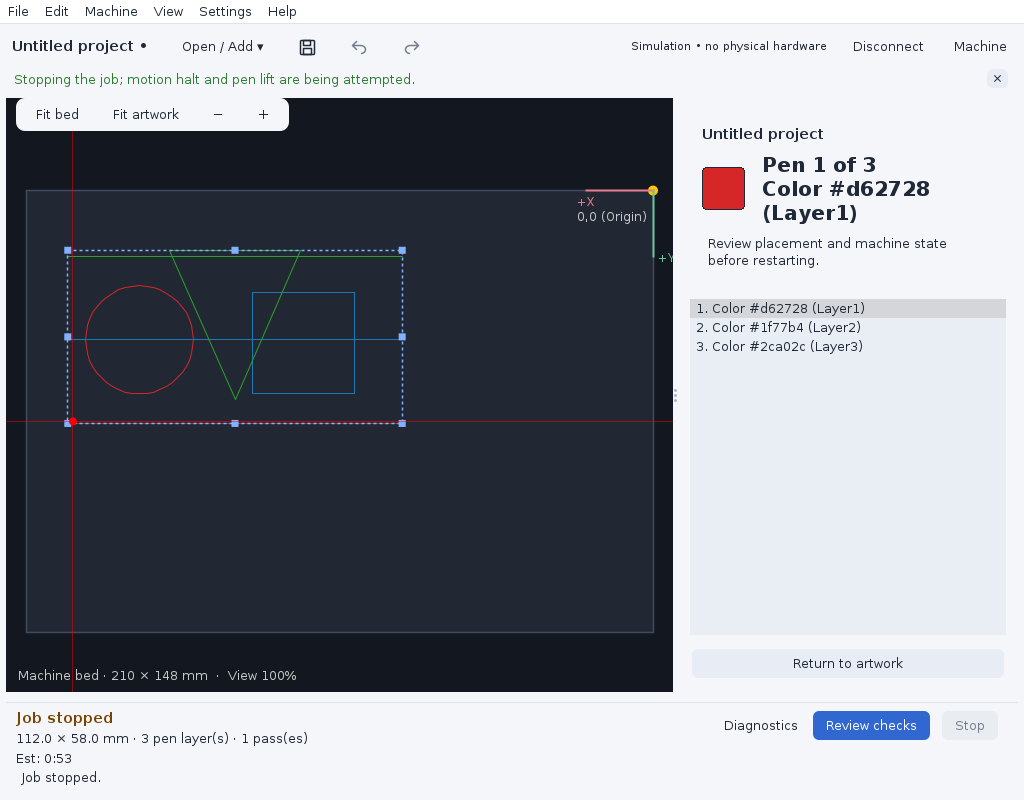 File Edit Machine View Settings Help
Untitled project • Open / Add ▾ Simulation • no physical hardware Disconnect Machine
Stopping the job; motion halt and pen lift are being attempted. ×
Fit bed Fit artwork − +
+X
0,0 (Origin)
+Y
Machine bed · 210 × 148 mm · View 100%
Untitled project
Pen 1 of 3
Color #d62728
(Layer1)
Review placement and machine state
before restarting.
1. Color #d62728 (Layer1)
2. Color #1f77b4 (Layer2)
3. Color #2ca02c (Layer3)
Return to artwork
Job stopped
112.0 × 58.0 mm · 3 pen layer(s) · 1 pass(es)
Est: 0:53
Job stopped.
Diagnostics Review checks Stop